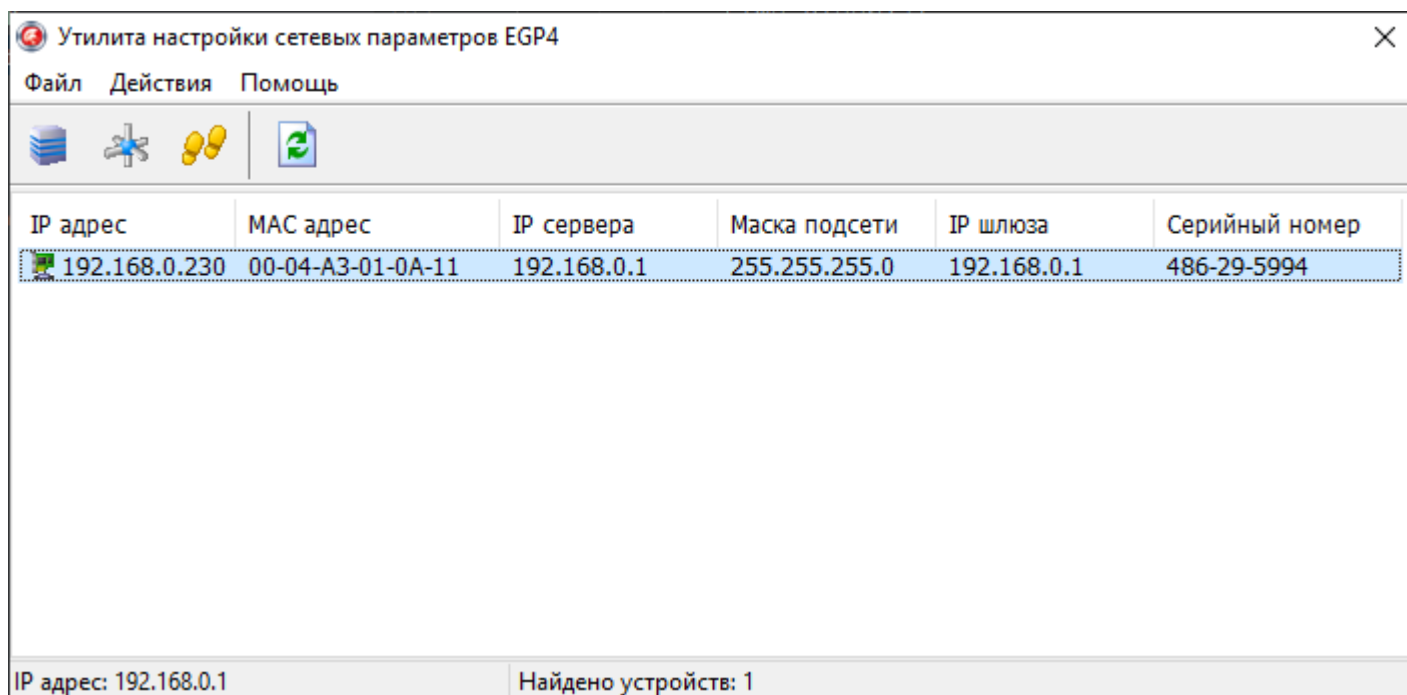 Утилита настройки сетевых параметров EGP4
Файл Действия Помощь
IP адрес MAC адрес IP сервера Маска подсети IP шлюза Серийный номер
192.168.0.230 00-04-A3-01-0A-11 192.168.0.1 255.255.255.0 192.168.0.1 486-29-5994
IP адрес: 192.168.0.1 Найдено устройств: 1